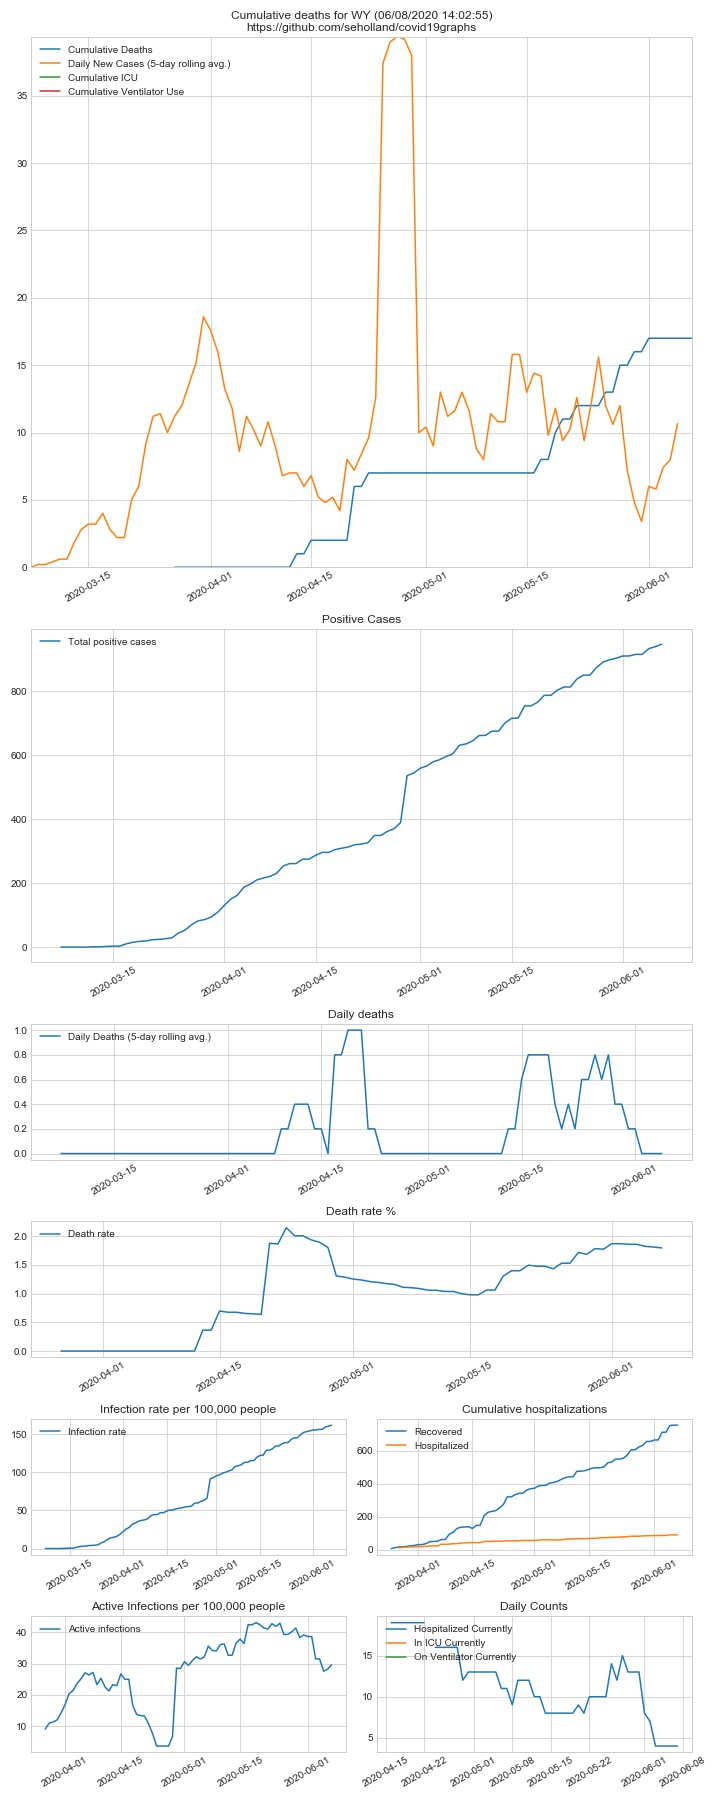 Cumulative deaths for WY (06/08/2020 14:02:55)
https://github.com/seholland/covid19graphs
Cumulative Deaths
Daily New Cases (5-day rolling avg.)
Cumulative ICU
Cumulative Ventilator Use
35
30
25
20
15
10
5
0
2020-03-15 2020-04-01 2020-04-15 2020-05-01 2020-05-15 2020-06-01
Positive Cases
Total positive cases
800
600
400
200
0
2020-03-15 2020-04-01 2020-04-15 2020-05-01 2020-05-15 2020-06-01
Daily deaths
Daily Deaths (5-day rolling avg.)
1.0
0.8
0.6
0.4
0.2
0.0
2020-03-15 2020-04-01 2020-04-15 2020-05-01 2020-05-15 2020-06-01
Death rate %
Death rate
2.0
1.5
1.0
0.5
0.0
2020-04-01 2020-04-15 2020-05-01 2020-05-15 2020-06-01
Infection rate per 100,000 people
Infection rate
150
100
50
0
2020-03-15 2020-04-01 2020-04-15 2020-05-01 2020-05-15 2020-06-01
Cumulative hospitalizations
Recovered
Hospitalized
600
400
200
0
2020-04-01 2020-04-15 2020-05-01 2020-05-15 2020-06-01
Active Infections per 100,000 people
Active infections
40
30
20
10
2020-04-01 2020-04-15 2020-05-01 2020-05-15 2020-06-01
Daily Counts
Hospitalized Currently
In ICU Currently
On Ventilator Currently
15
10
5
2020-04-15 2020-04-22 2020-05-01 2020-05-08 2020-05-15 2020-05-22 2020-06-01 2020-06-08